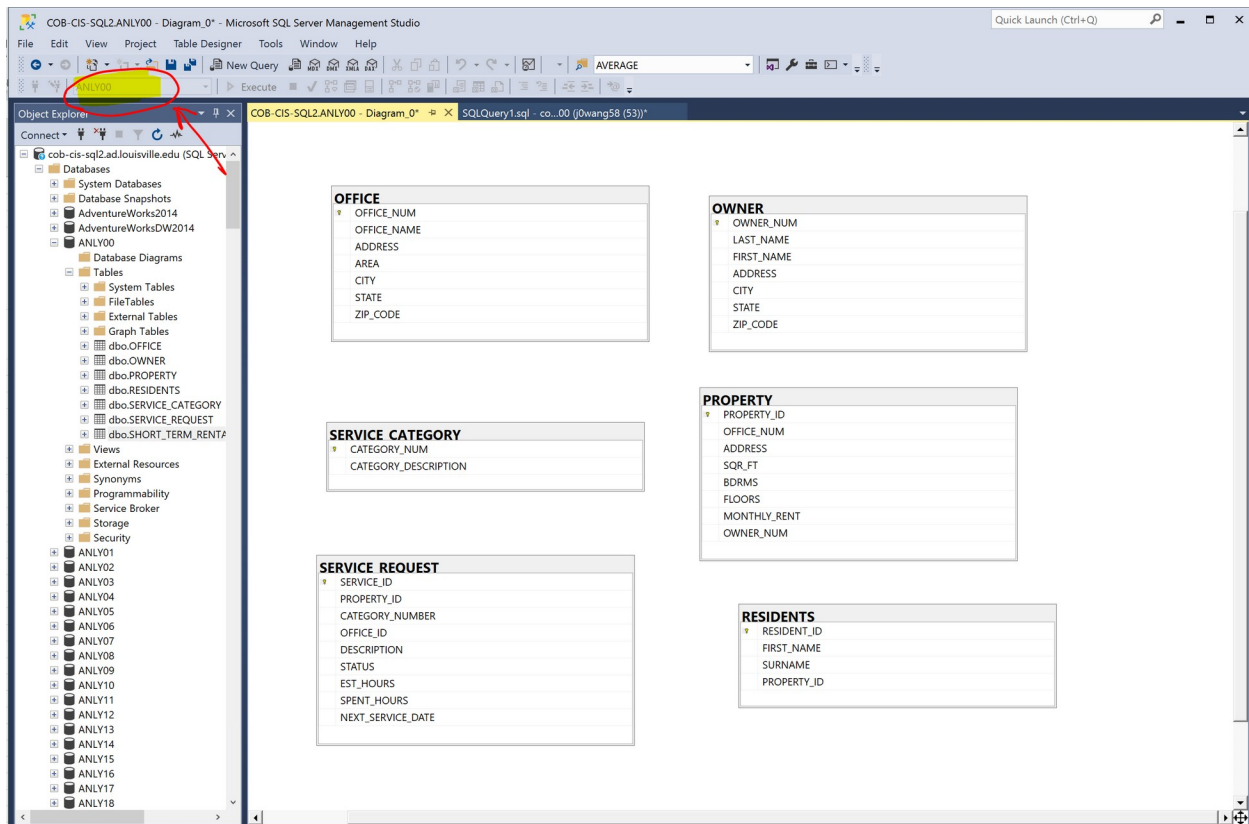 COB-CIS-SQL2.ANLY00 - Diagram_0* - Microsoft SQL Server Management Studio
Quick Launch (Ctrl+Q)
File Edit View Project Table Designer Tools Window Help
New Query AVERAGE
ANLY00 Execute
Object Explorer
COB-CIS-SQL2.ANLY00 - Diagram_0* SQLQuery1.sql - co...00 (j0wang58 (53))*
Connect
cob-cis-sql2.ad.louisville.edu (SQL Serv
Databases
System Databases
Database Snapshots
AdventureWorks2014
AdventureWorksDW2014
ANLY00
Database Diagrams
Tables
System Tables
FileTables
External Tables
Graph Tables
dbo.OFFICE
dbo.OWNER
dbo.PROPERTY
dbo.RESIDENTS
dbo.SERVICE_CATEGORY
dbo.SERVICE_REQUEST
dbo.SHORT_TERM_RENTA
Views
External Resources
Synonyms
Programmability
Service Broker
Storage
Security
ANLY01
ANLY02
ANLY03
ANLY04
ANLY05
ANLY06
ANLY07
ANLY08
ANLY09
ANLY10
ANLY11
ANLY12
ANLY13
ANLY14
ANLY15
ANLY16
ANLY17
ANLY18
OFFICE
OFFICE_NUM
OFFICE_NAME
ADDRESS
AREA
CITY
STATE
ZIP_CODE
OWNER
OWNER_NUM
LAST_NAME
FIRST_NAME
ADDRESS
CITY
STATE
ZIP_CODE
SERVICE_CATEGORY
CATEGORY_NUM
CATEGORY_DESCRIPTION
PROPERTY
PROPERTY_ID
OFFICE_NUM
ADDRESS
SQR_FT
BDRMS
FLOORS
MONTHLY_RENT
OWNER_NUM
SERVICE_REQUEST
SERVICE_ID
PROPERTY_ID
CATEGORY_NUMBER
OFFICE_ID
DESCRIPTION
STATUS
EST_HOURS
SPENT_HOURS
NEXT_SERVICE_DATE
RESIDENTS
RESIDENT_ID
FIRST_NAME
SURNAME
PROPERTY_ID